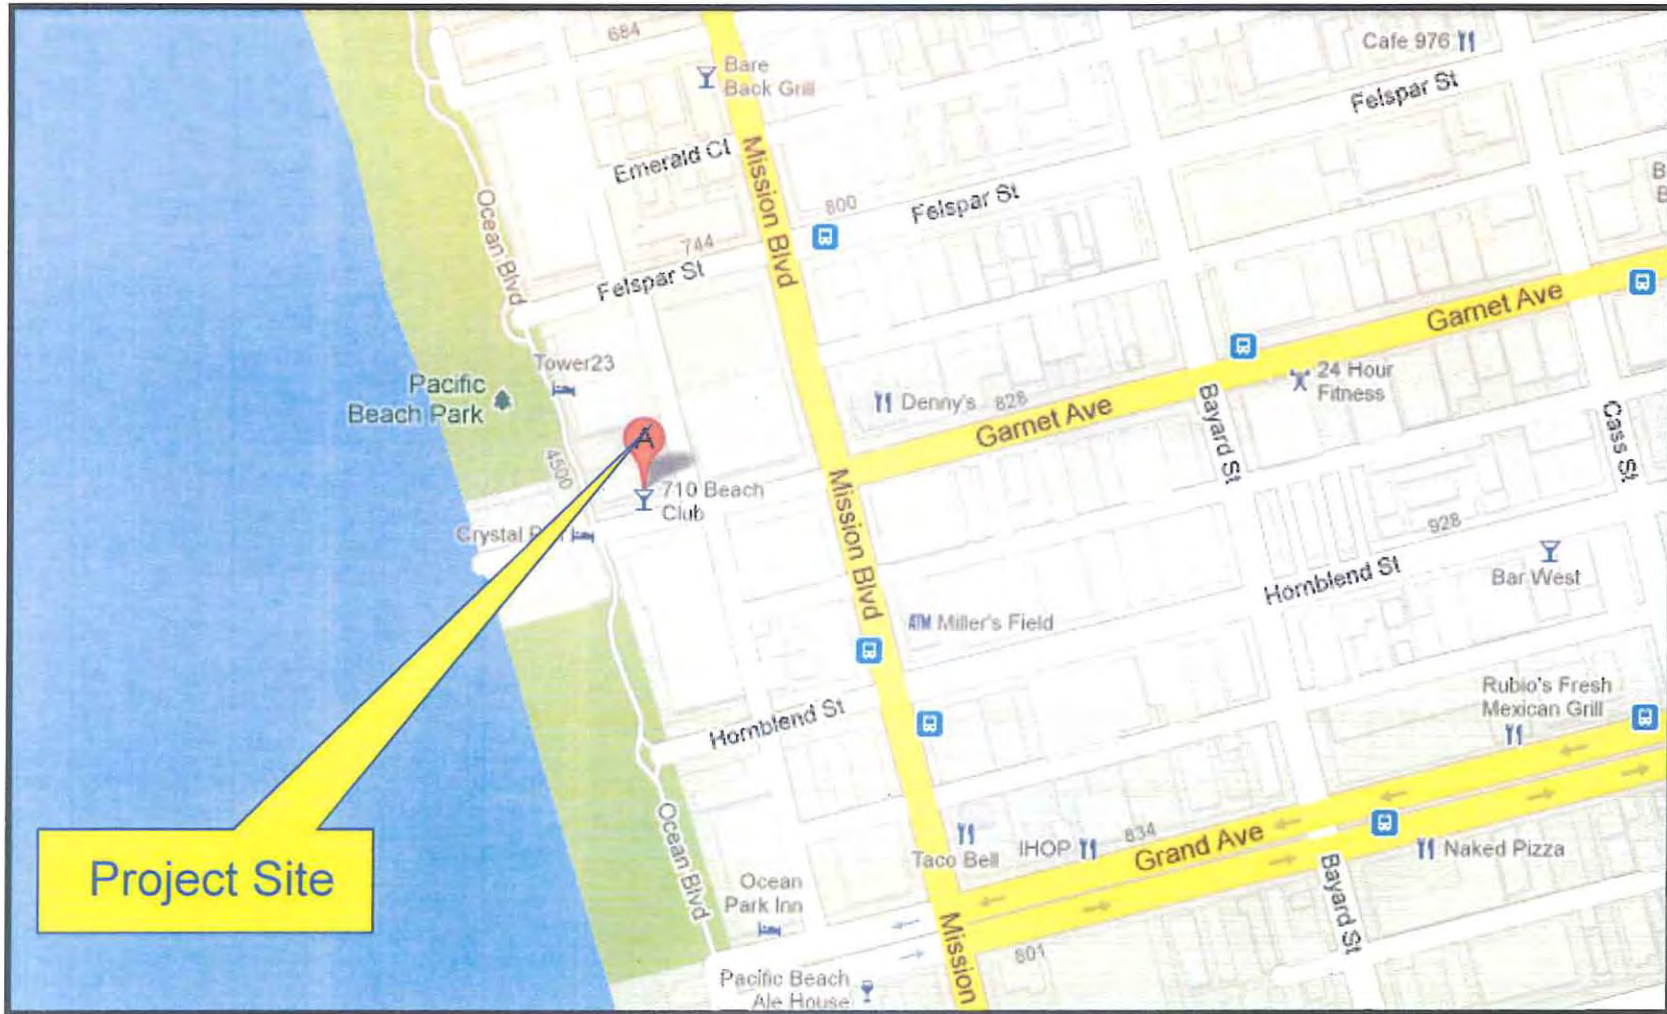 684
Bare
Back Grill
Cafe 976
Felspar St
Emerald Ct
Mission Blvd
Ocean Blvd
800
Felspar St
B
B
744
Felspar St
Garnet Ave
Tower23
Pacific
Beach Park
24 Hour
Fitness
Denny's
828
Garnet Ave
Bayard St
Cass St
A
4500
710 Beach
Club
Mission Blvd
Crystal
928
Bar West
Hornblend St
ATM Miller's Field
Rubio's Fresh
Mexican Grill
Hornblend St
Project Site
Ocean Blvd
Taco Bell
IHOP
834
Grand Ave
Naked Pizza
Bayard St
Ocean
Park Inn
Mission
801
Pacific Beach
Ale House